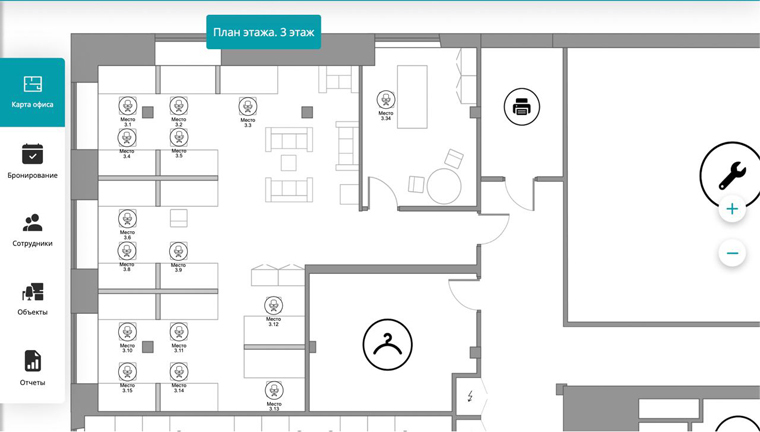 План этажа. 3 этаж
Карта офиса
Бронирование
Сотрудники
Объекты
Отчеты
Место
3.1
Место
3.2
Место
3.3
Место
3.34
Место
3.4
Место
3.5
Место
3.6
Место
3.8
Место
3.9
Место
3.12
Место
3.10
Место
3.11
Место
3.15
Место
3.14
Место
3.13